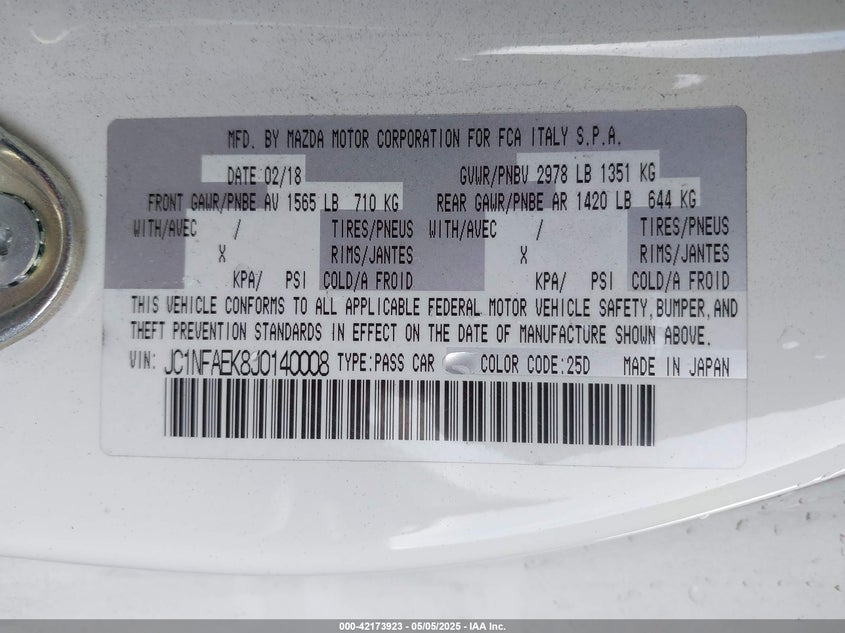 MFD. BY MAZDA MOTOR CORPORATION FOR FCA ITALY S.P.A.
DATE 02/18 GVWR/PNBV 2978 LB 1351 KG
FRONT GAWR/PNBE AV 1565 LB 710 KG REAR GAWR/PNBE AR 1420 LB 644 KG
WITH/AVEC / TIRES/PNEUS WITH/AVEC / TIRES/PNEUS
X RIMS/JANTES X RIMS/JANTES
KPA/ PSI COLD/A FROID KPA/ PSI COLD/A FROID
THIS VEHICLE CONFORMS TO ALL APPLICABLE FEDERAL MOTOR VEHICLE SAFETY, BUMPER, AND
THEFT PREVENTION STANDARDS IN EFFECT ON THE DATE OF MANUFACTURE SHOWN ABOVE.
VIN: JC1NFAEK8J0140008 TYPE:PASS CAR COLOR CODE:25D MADE IN JAPAN
000-42173923 / 05/05/2025 - IAA Inc.